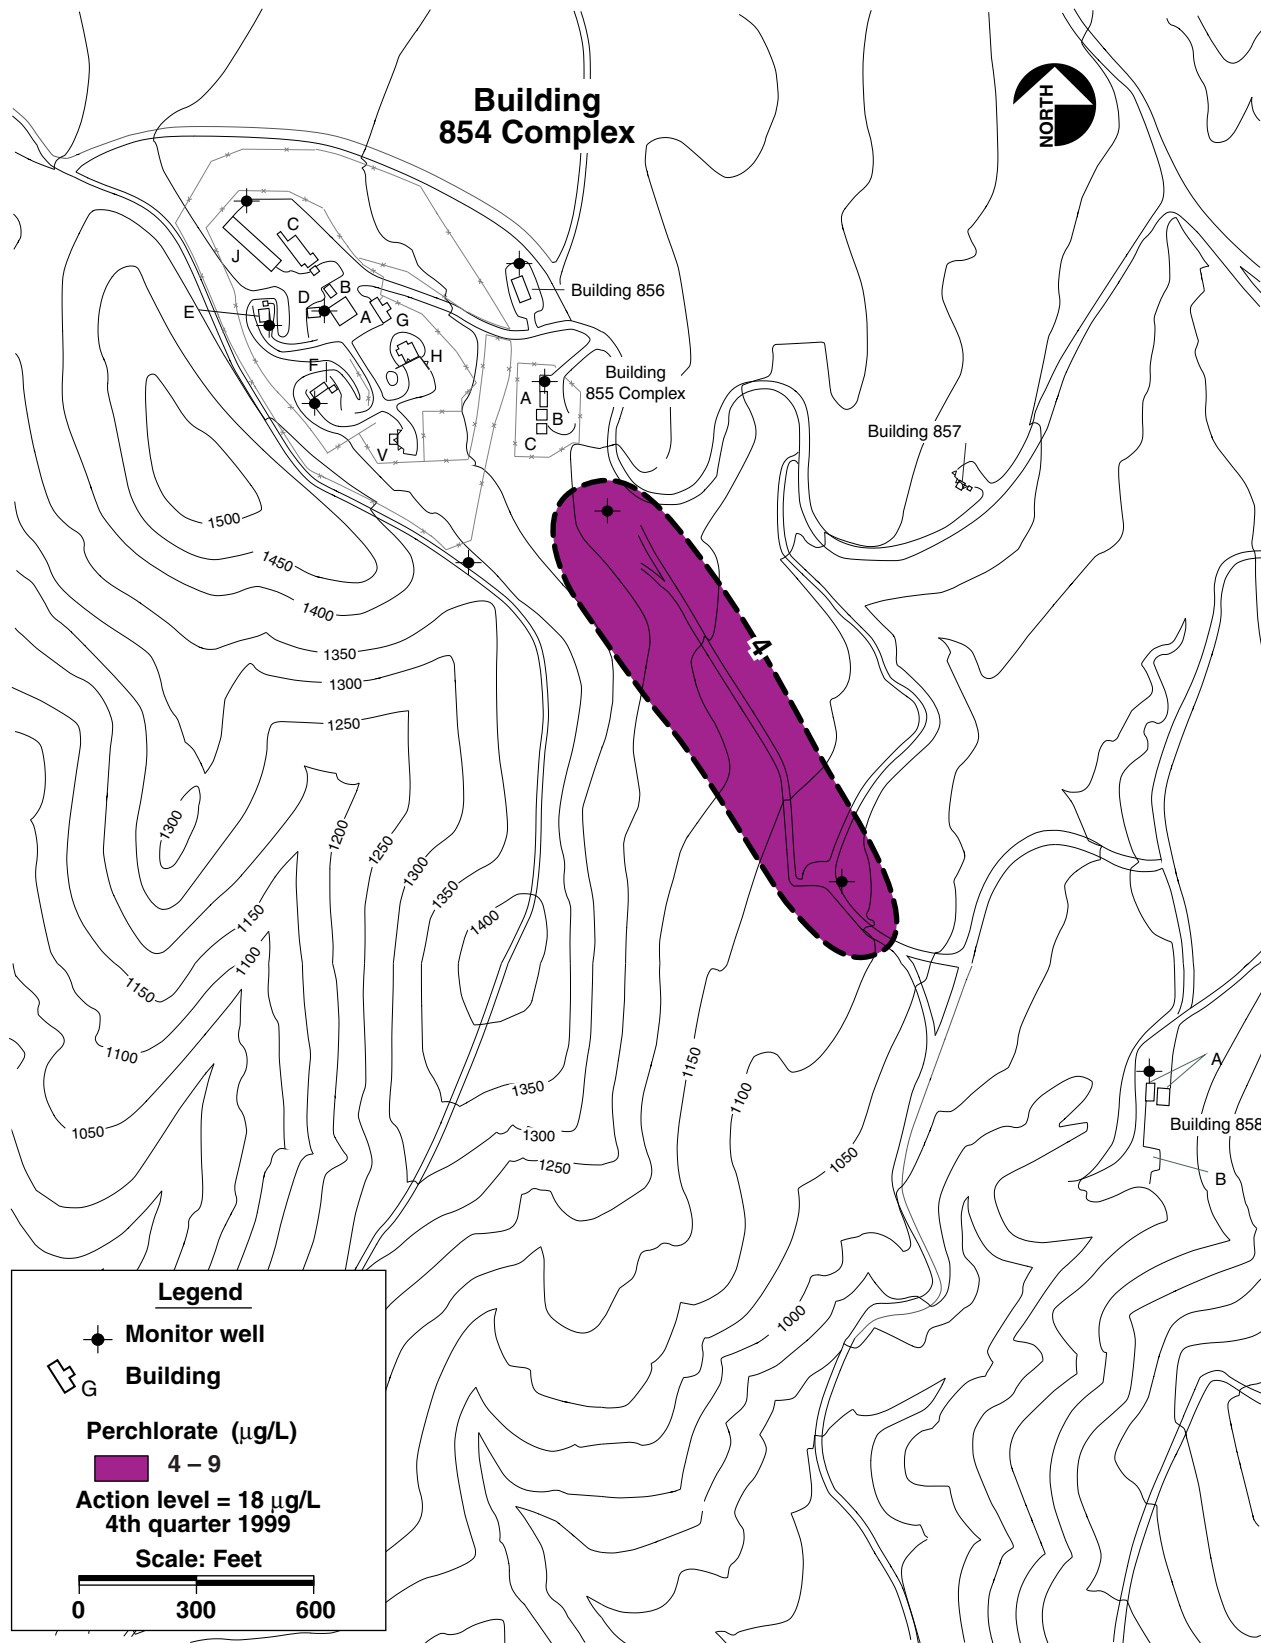 Building
854 Complex
NORTH
C
J
B
D
E
A
G
H
F
V
Building 856
Building
855 Complex
A
B
C
Building 857
1500
1450
1400
1350
1300
1250
4
1300
1200
1250
1300
1350
1400
1150
1100
1150
1100
1050
1350
1300
1250
1150
1100
1050
1000
A
Building 858
B
Legend
Monitor well
G
Building
Perchlorate (µg/L)
4 – 9
Action level = 18 µg/L
4th quarter 1999
Scale: Feet
0 300 600